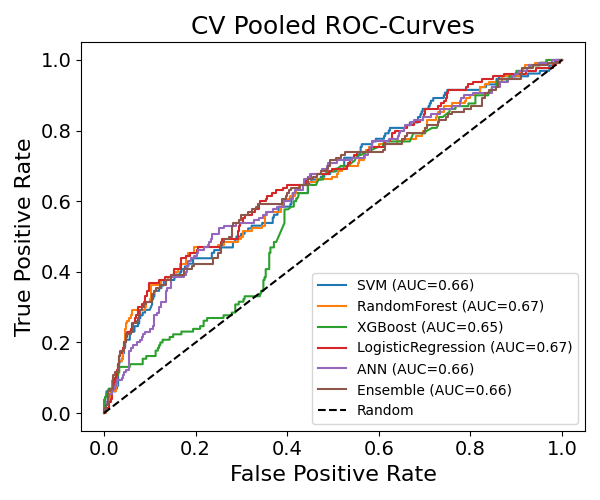 CV Pooled ROC-Curves
True Positive Rate
1.0
0.8
0.6
0.4
0.2
0.0
SVM (AUC=0.66)
RandomForest (AUC=0.67)
XGBoost (AUC=0.65)
LogisticRegression (AUC=0.67)
ANN (AUC=0.66)
Ensemble (AUC=0.66)
Random
0.0 0.2 0.4 0.6 0.8 1.0
False Positive Rate